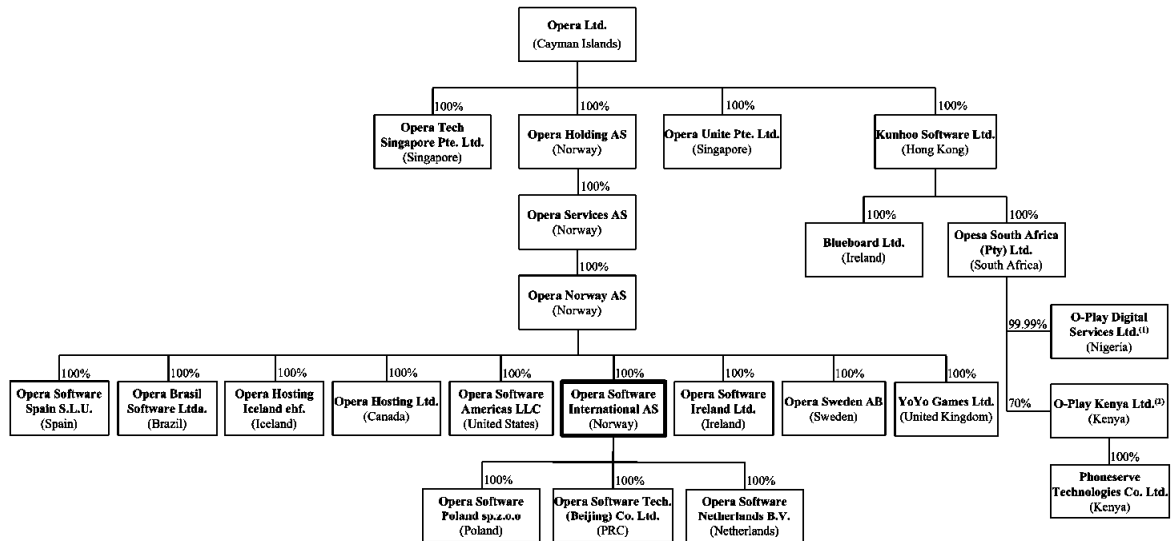 Opera Ltd.
(Cayman Islands)
100%
100%
100%
100%
Opera Tech
Singapore Pte. Ltd.
(Singapore)
Opera Holding AS
(Norway)
Opera Unite Pte. Ltd.
(Singapore)
Kunhoo Software Ltd.
(Hong Kong)
100%
Opera Services AS
(Norway)
100%
100%
Blueboard Ltd.
(Ireland)
Opesa South Africa
(Pty) Ltd.
(South Africa)
100%
Opera Norway AS
(Norway)
99.99%
O-Play Digital
Services Ltd.(1)
(Nigeria)
100%
100%
100%
100%
100%
100%
100%
100%
100%
Opera Software
Spain S.L.U.
(Spain)
Opera Brasil
Software Ltda.
(Brazil)
Opera Hosting
Iceland ehf.
(Iceland)
Opera Hosting Ltd.
(Canada)
Opera Software
Americas LLC
(United States)
Opera Software
International AS
(Norway)
Opera Software
Ireland Ltd.
(Ireland)
Opera Sweden AB
(Sweden)
YoYo Games Ltd.
(United Kingdom)
70%
O-Play Kenya Ltd.(2)
(Kenya)
100%
Phoneserve
Technologies Co. Ltd.
(Kenya)
100%
100%
100%
Opera Software
Poland sp.z.o.o
(Poland)
Opera Software Tech.
(Beijing) Co. Ltd.
(PRC)
Opera Software
Netherlands B.V.
(Netherlands)